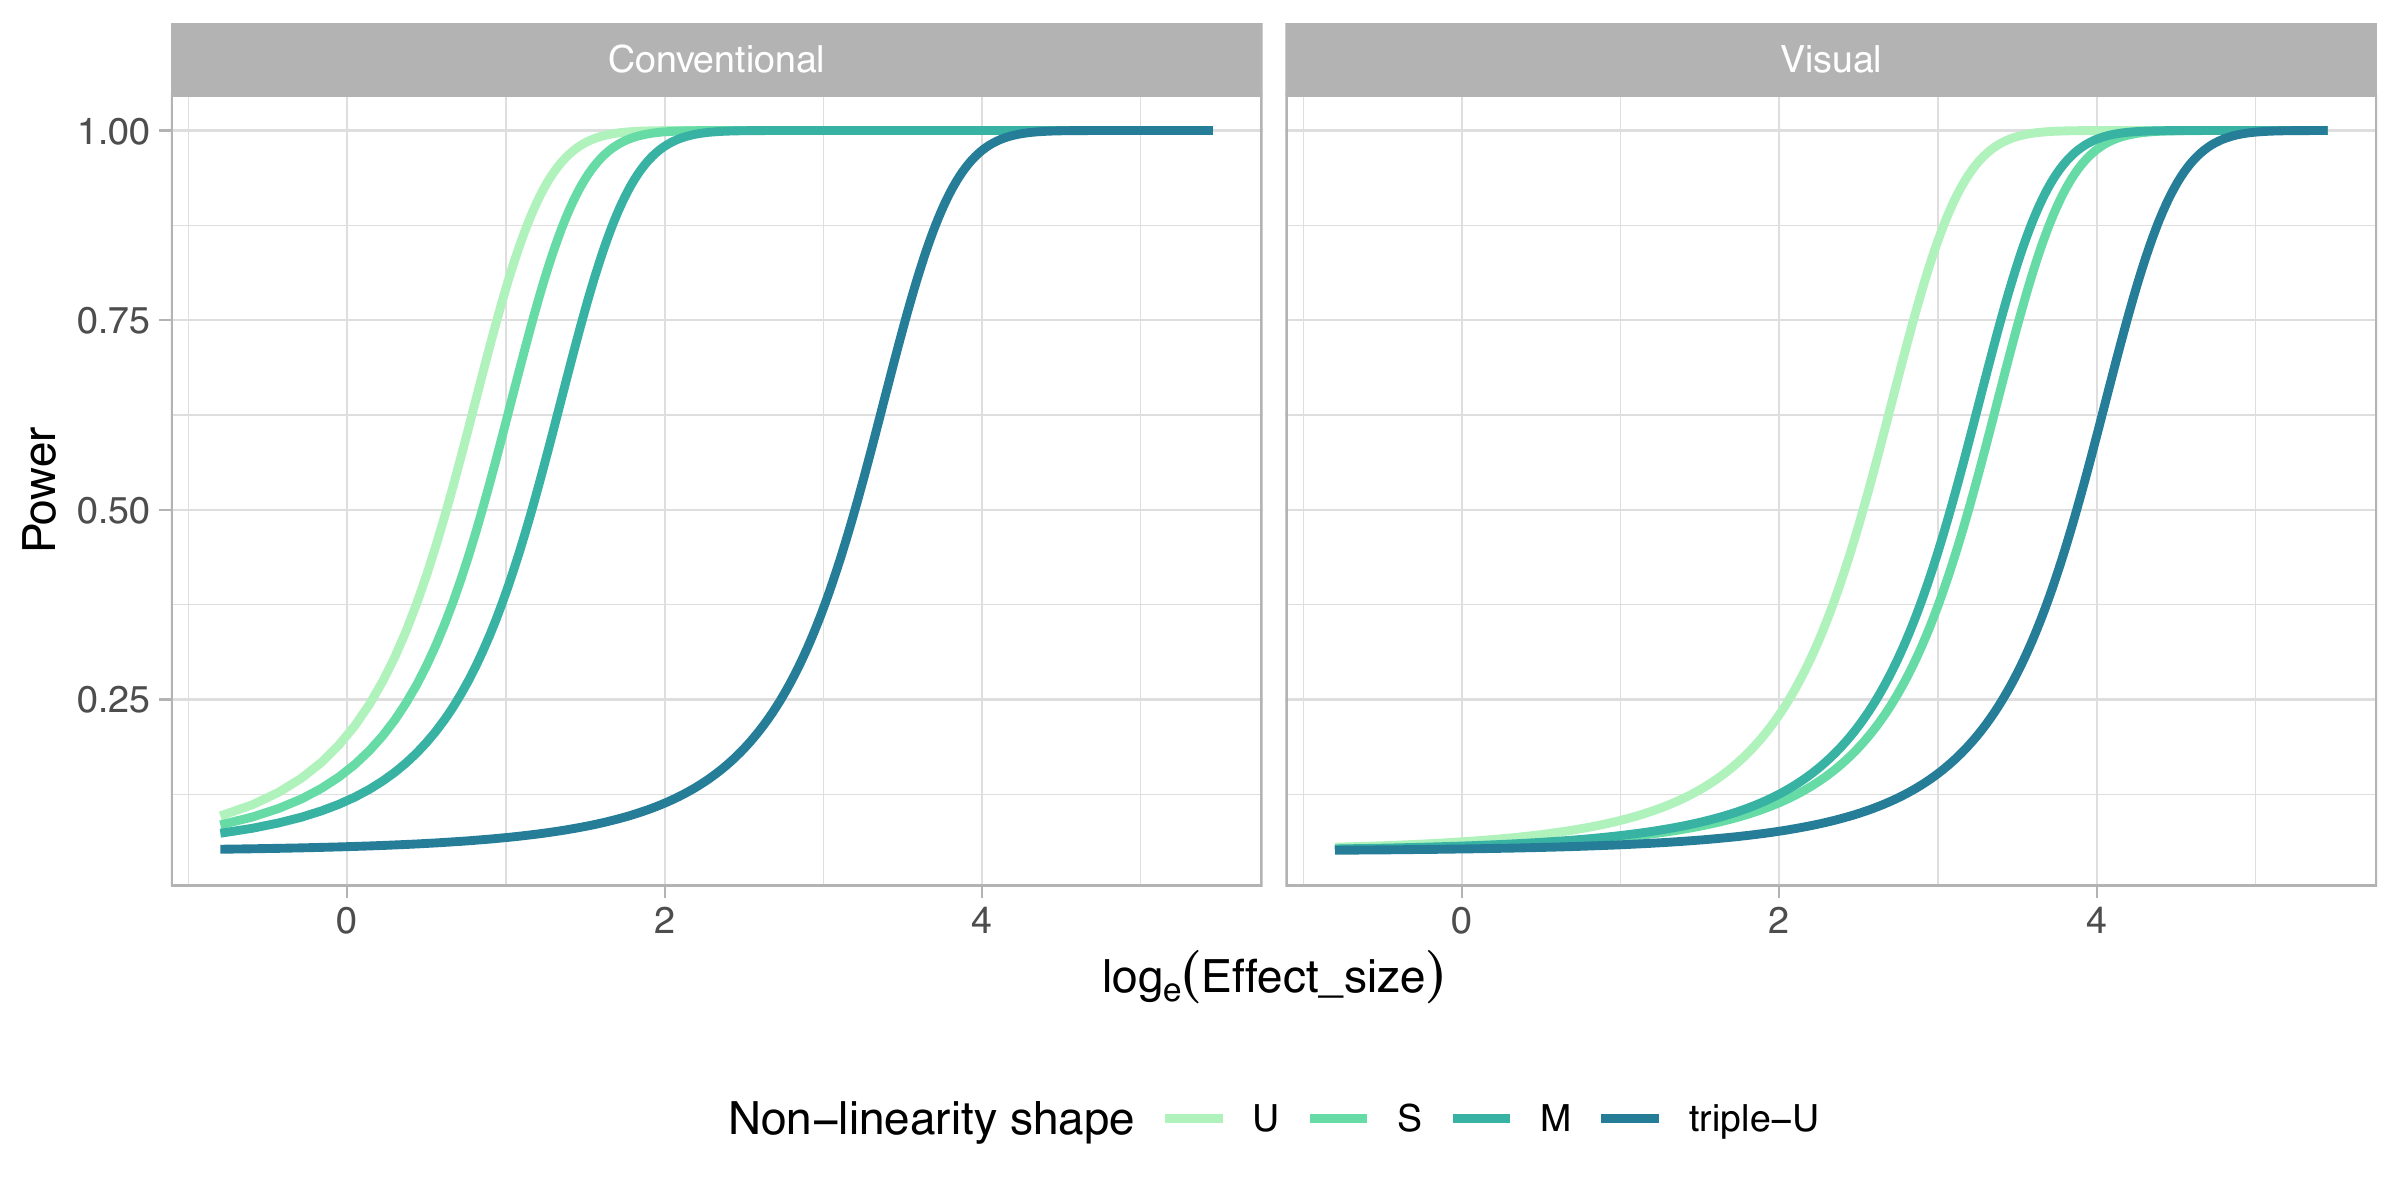 Conventional
Visual
1.00
0.75
0.50
0.25
Power
0 2 4
0 2 4
logₑ(Effect_size)
Non−linearity shape U S M triple−U